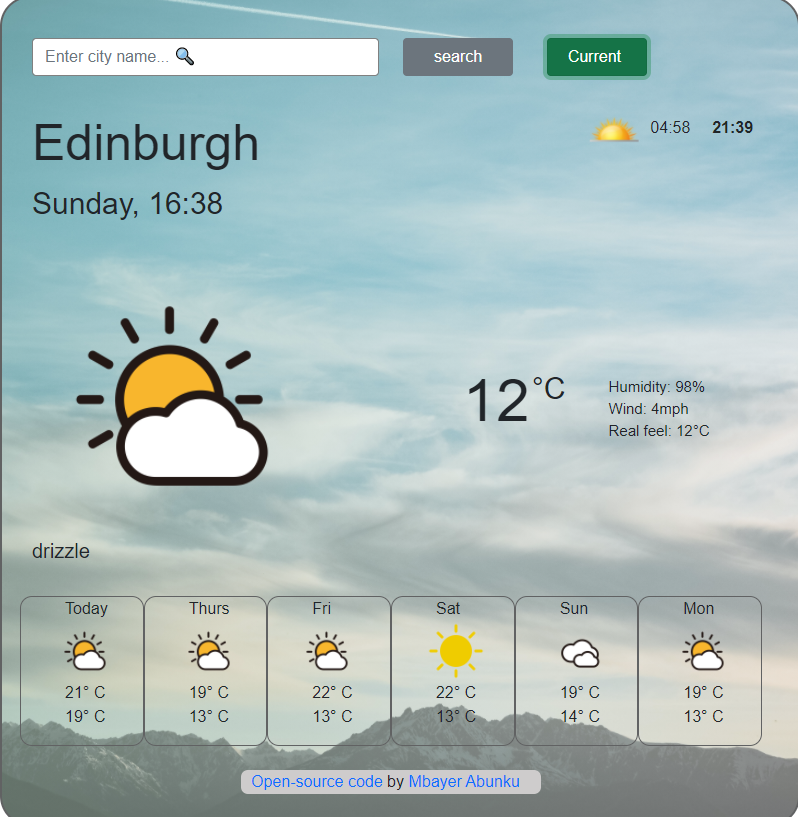 Enter city name... 🔍 search Current
Edinburgh
04:58 21:39
Sunday, 16:38
12°C
Humidity: 98%
Wind: 4mph
Real feel: 12°C
drizzle
Today Thurs Fri Sat Sun Mon
21° C 19° C 22° C 22° C 19° C 19° C
19° C 13° C 13° C 13° C 14° C 13° C
Open-source code by Mbayer Abunku